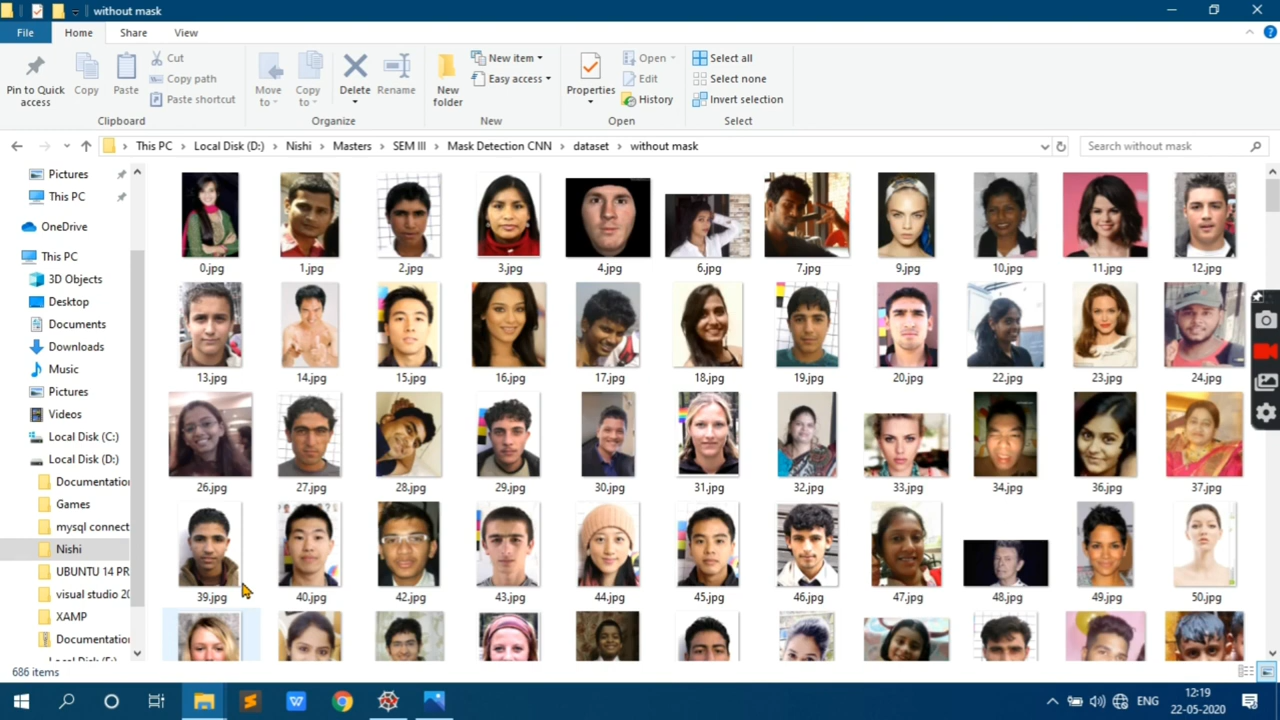 without mask
File Home Share View
Pin to Quick access
Copy
Paste
Cut
Copy path
Paste shortcut
Clipboard
Move to
Copy to
Delete
Rename
Organize
New folder
New item
Easy access
New
Properties
Open
Edit
History
Open
Select all
Select none
Invert selection
Select
This PC > Local Disk (D:) > Nishi > Masters > SEM III > Mask Detection CNN > dataset > without mask
Search without mask
Pictures
This PC
OneDrive
This PC
3D Objects
Desktop
Documents
Downloads
Music
Pictures
Videos
Local Disk (C:)
Local Disk (D:)
Documentatio
Games
mysql connect
Nishi
UBUNTU 14 PR
visual studio 20
XAMP
Documentatio
0.jpg 1.jpg 2.jpg 3.jpg 4.jpg 6.jpg 7.jpg 9.jpg 10.jpg 11.jpg 12.jpg
13.jpg 14.jpg 15.jpg 16.jpg 17.jpg 18.jpg 19.jpg 20.jpg 22.jpg 23.jpg 24.jpg
26.jpg 27.jpg 28.jpg 29.jpg 30.jpg 31.jpg 32.jpg 33.jpg 34.jpg 36.jpg 37.jpg
39.jpg 40.jpg 42.jpg 43.jpg 44.jpg 45.jpg 46.jpg 47.jpg 48.jpg 49.jpg 50.jpg
686 items
ENG
12:19
22-05-2020